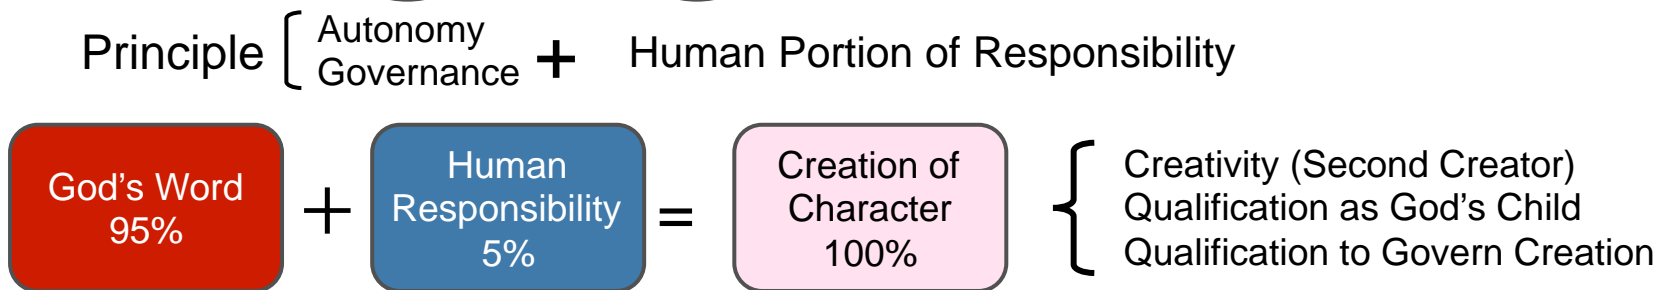 Principle [ Autonomy
Governance + Human Portion of Responsibility
God’s Word
95%
+
Human
Responsibility
5%
=
Creation of
Character
100%
{
Creativity (Second Creator)
Qualification as God’s Child
Qualification to Govern Creation